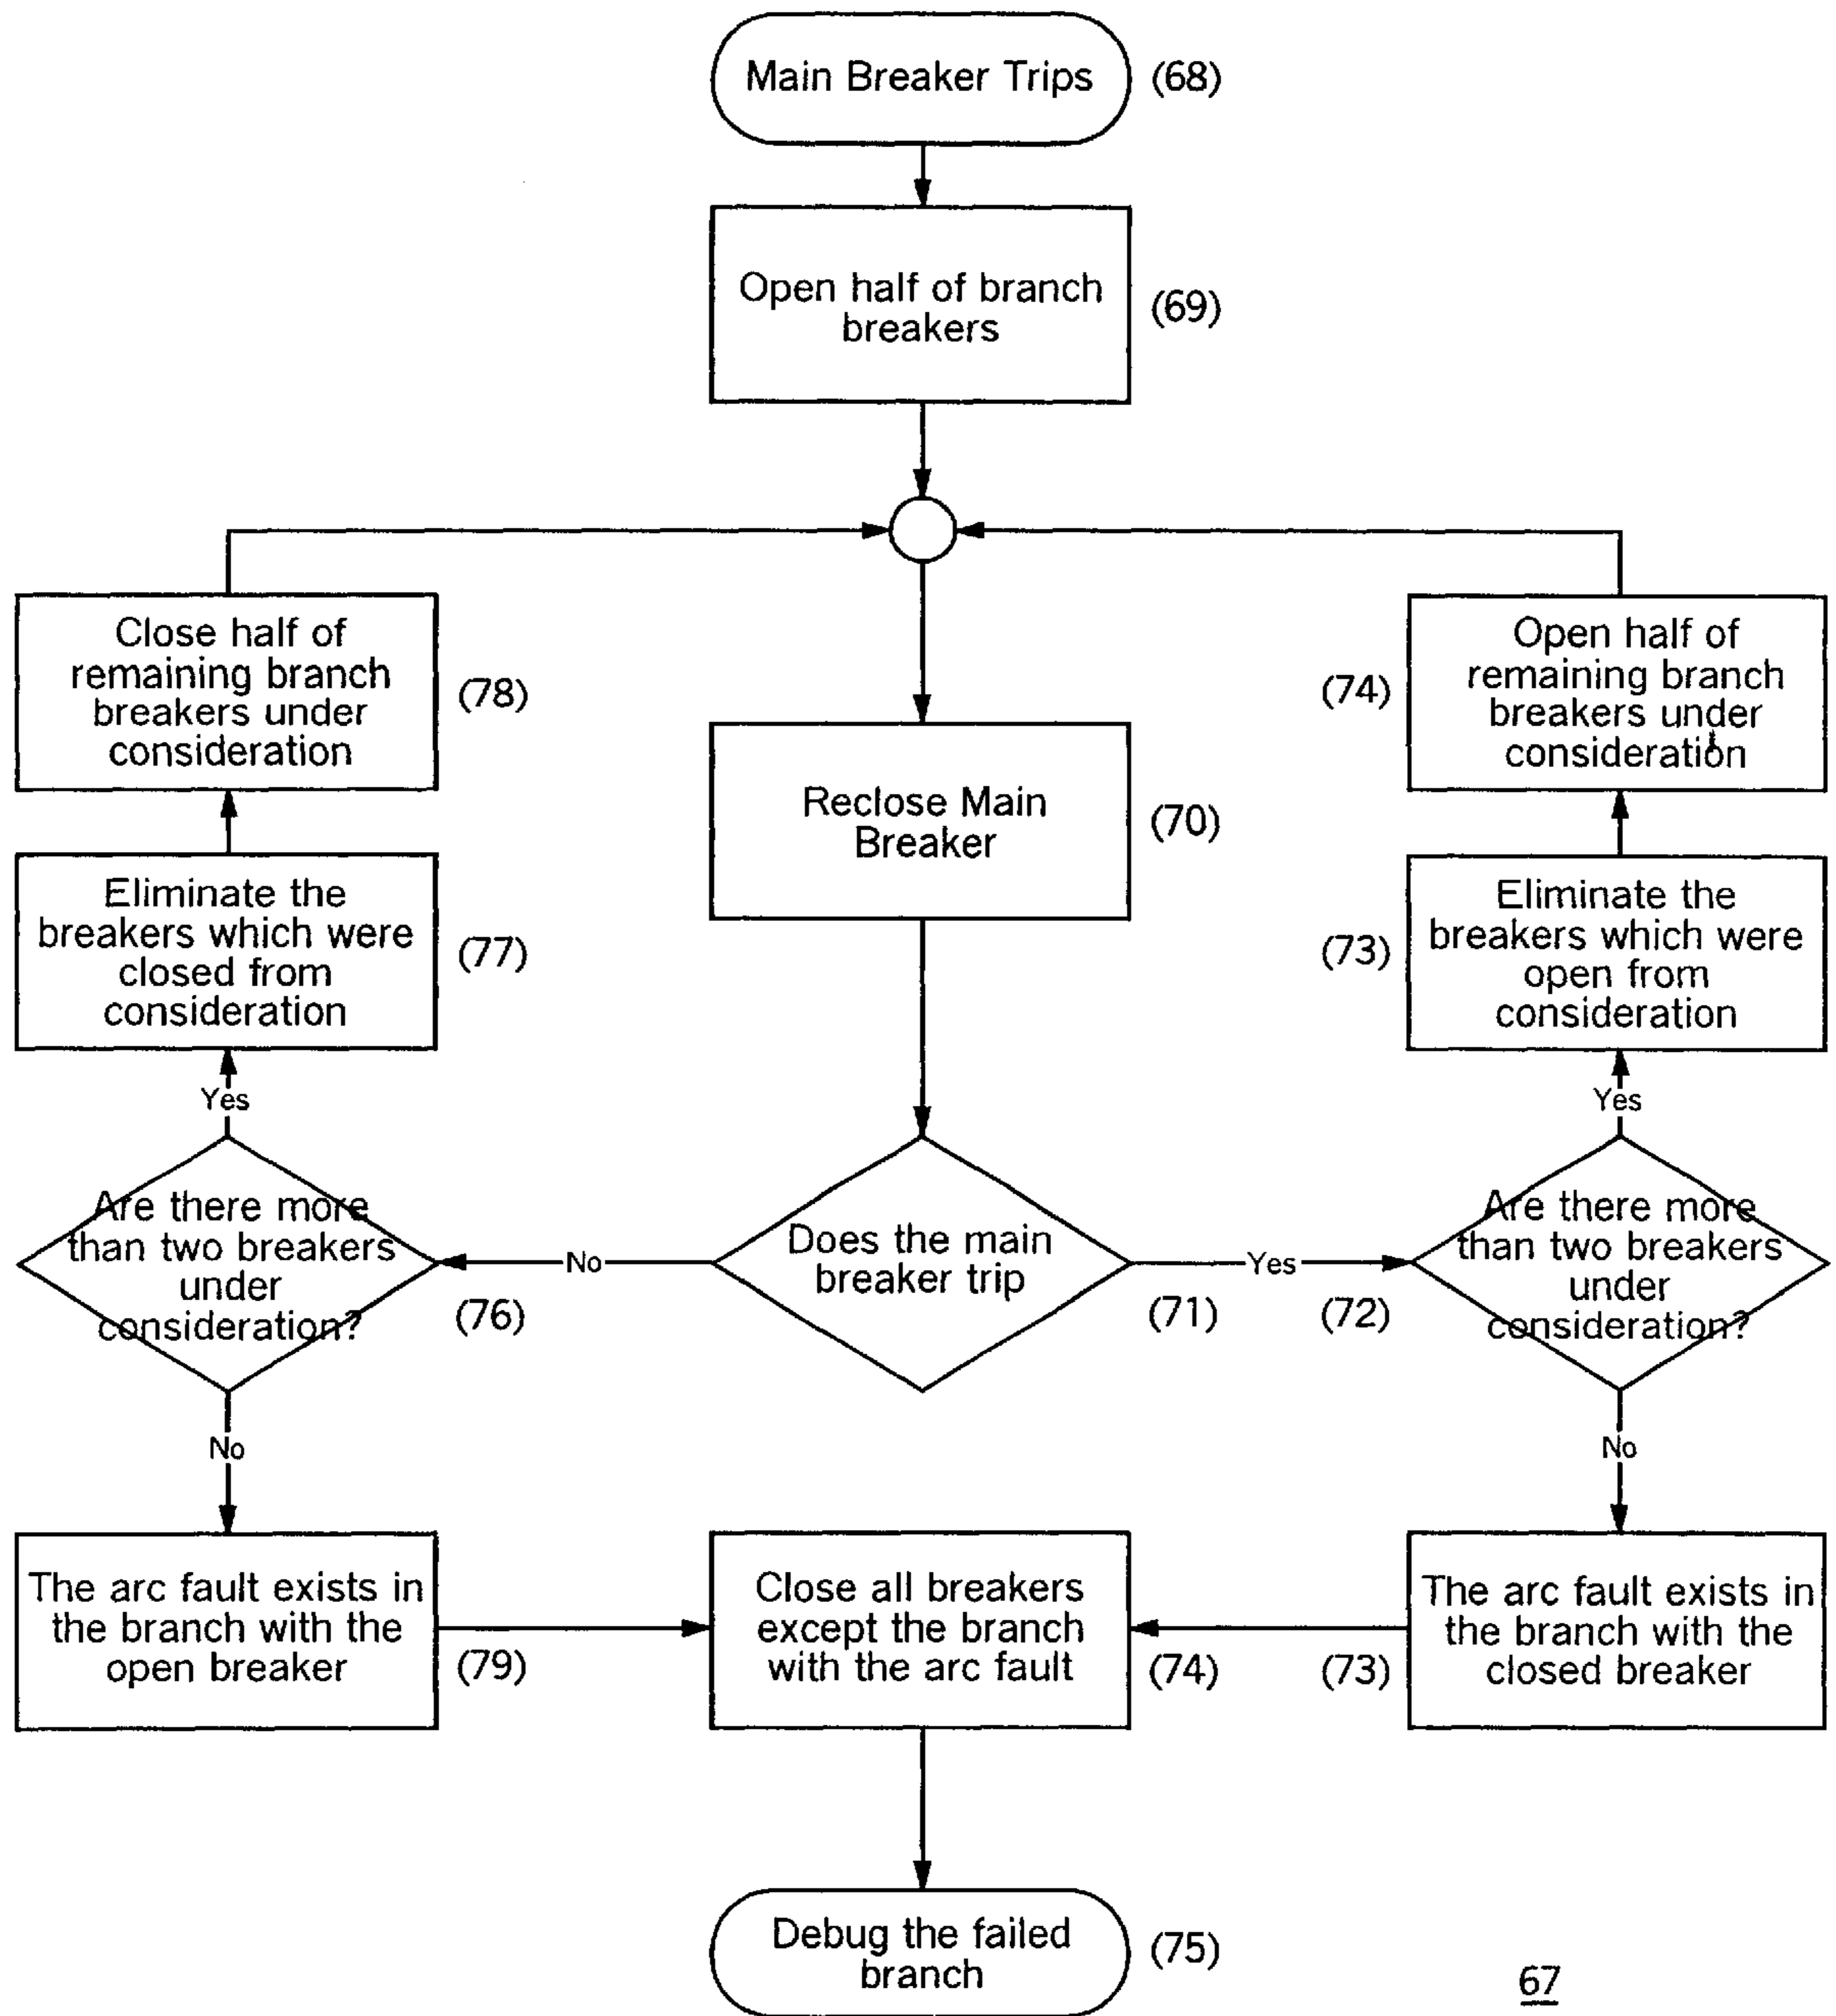 Main Breaker Trips
(68)
Open half of branch
breakers
(69)
Close half of
remaining branch
breakers under
consideration
(78)
Open half of
remaining branch
breakers under
consideration
(74)
Reclose Main
Breaker
(70)
Eliminate the
breakers which were
closed from
consideration
(77)
Eliminate the
breakers which were
open from
consideration
(73)
Yes
Yes
Are there more
than two breakers
under
consideration?
(76)
No
Does the main
breaker trip
(71)
Yes
(72)
Are there more
than two breakers
under
consideration?
No
No
The arc fault exists in
the branch with the
open breaker
(79)
Close all breakers
except the branch
with the arc fault
(74)
(73)
The arc fault exists in
the branch with the
closed breaker
Debug the failed
branch
(75)
67